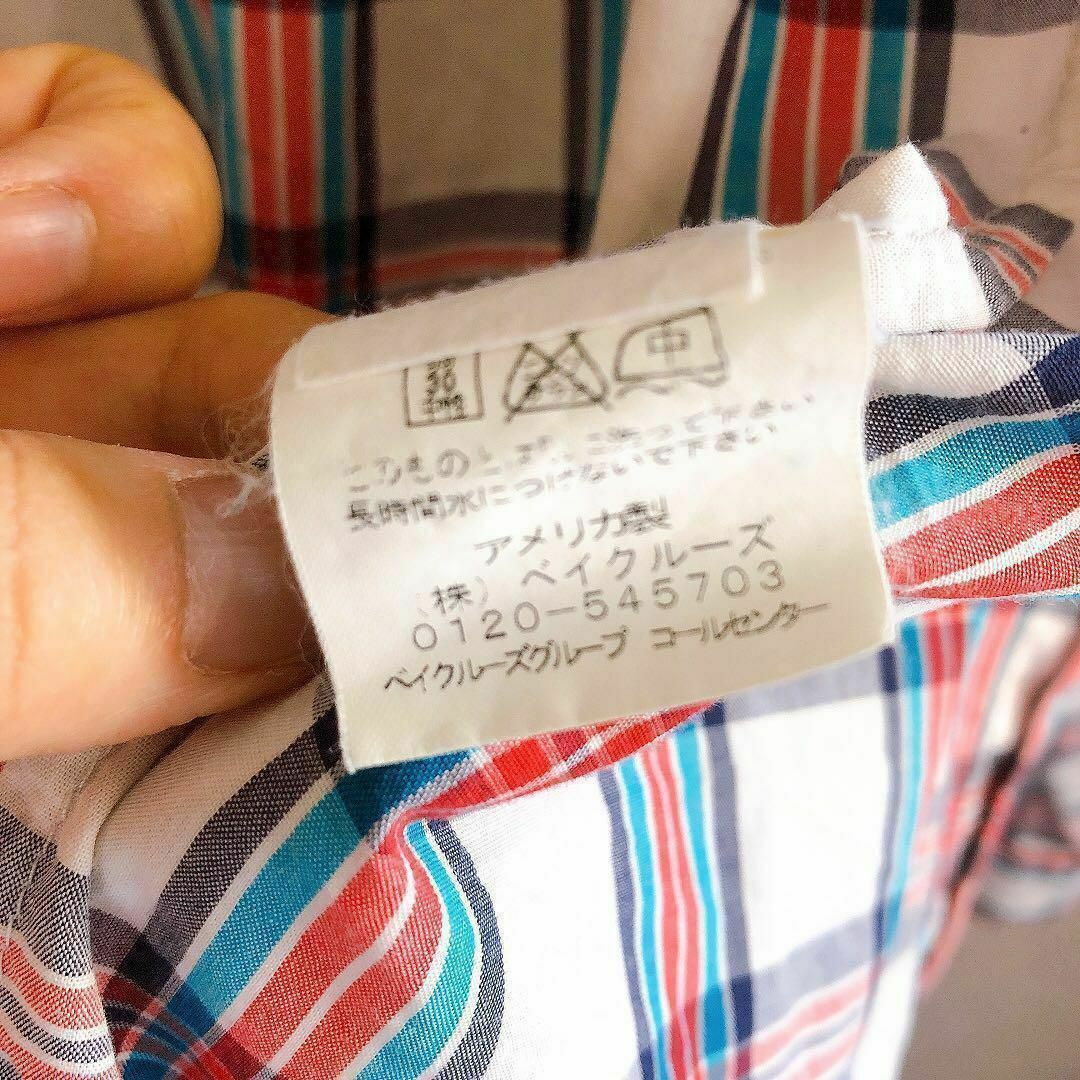 中
長時間水につけないで下さい
アメリカ製
(株) ベイクルーズ
0120-545703
ベイクルーズグループ コールセンター